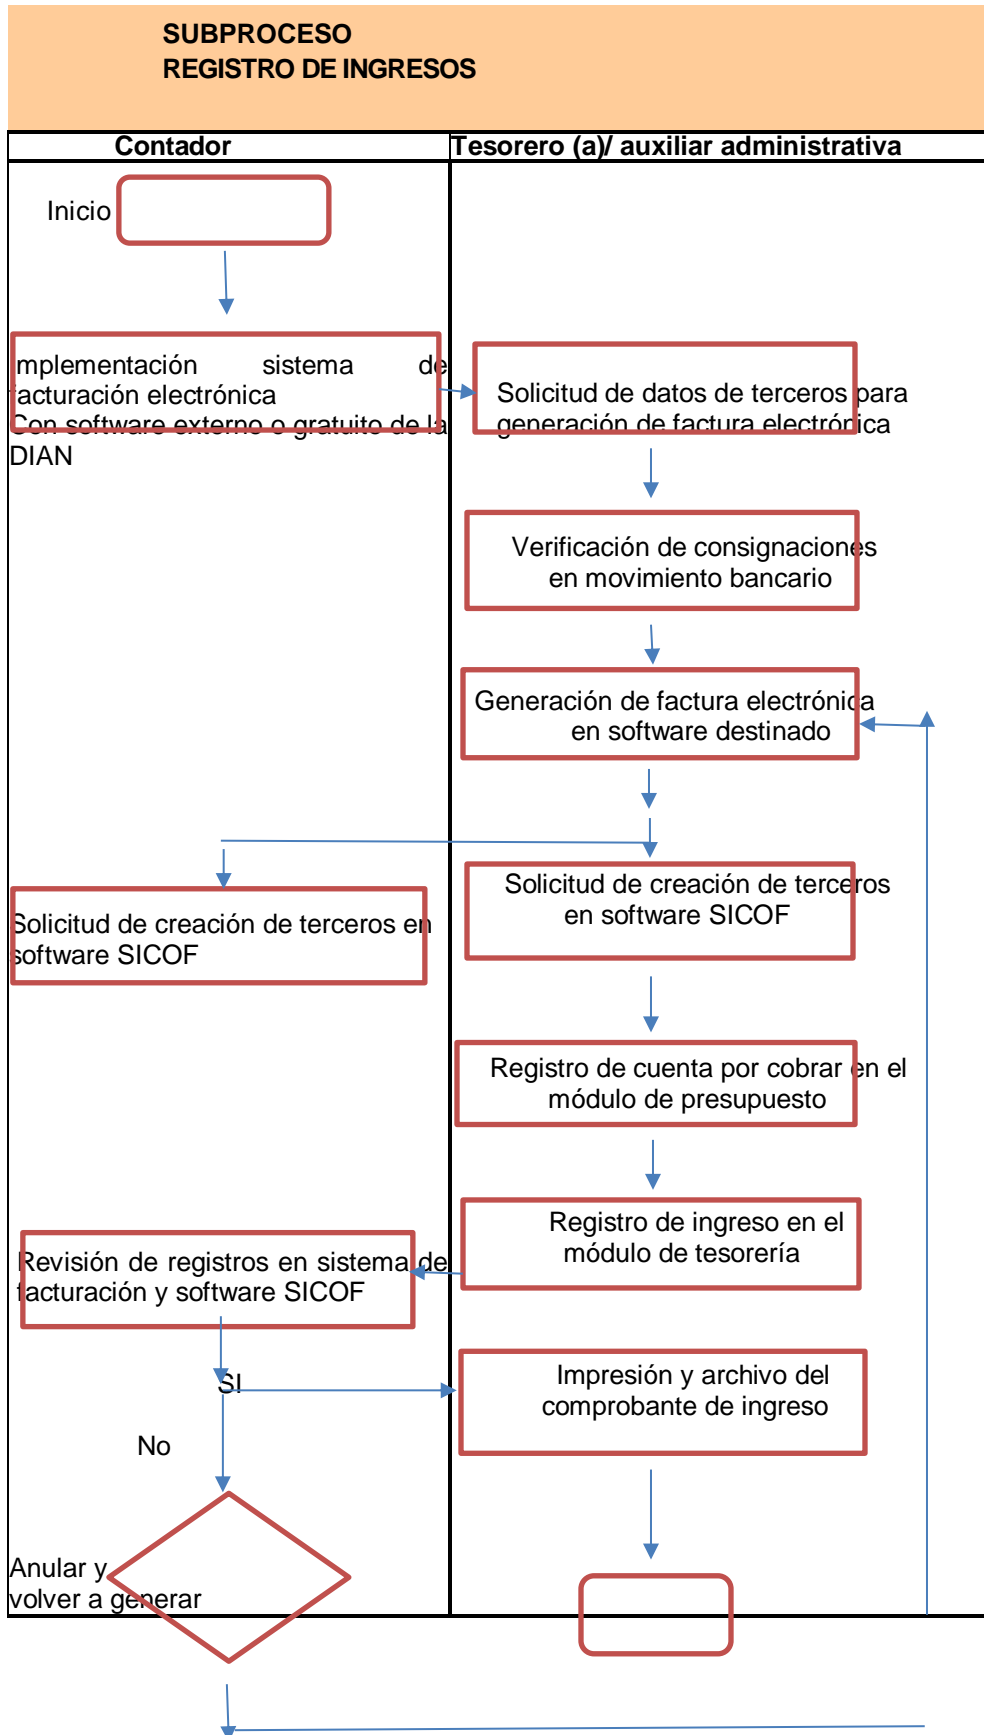 SUBPROCESO
REGISTRO DE INGRESOS
Contador
Tesorero (a)/ auxiliar administrativa
Inicio
Implementación sistema de
facturación electrónica
Con software externo o gratuito de la
DIAN
Solicitud de datos de terceros para
generación de factura electrónica
Verificación de consignaciones
en movimiento bancario
Generación de factura electrónica
en software destinado
Solicitud de creación de terceros
en software SICOF
Solicitud de creación de terceros en
software SICOF
Registro de cuenta por cobrar en el
módulo de presupuesto
Registro de ingreso en el
módulo de tesorería
Revisión de registros en sistema de
facturación y software SICOF
SI
Impresión y archivo del
comprobante de ingreso
No
Anular y
volver a generar